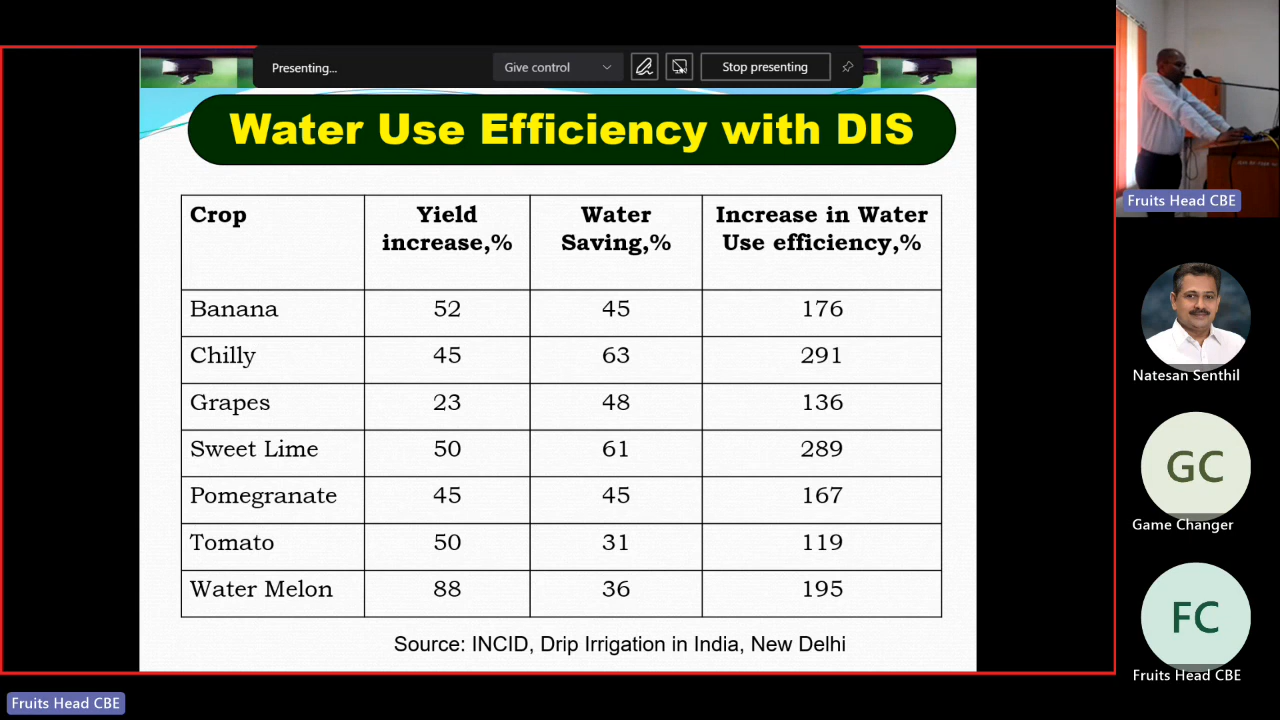 Presenting...
Give control
Stop presenting
Water Use Efficiency with DIS
Crop Yield increase,% Water Saving,% Increase in Water Use efficiency,%
Banana 52 45 176
Chilly 45 63 291
Grapes 23 48 136
Sweet Lime 50 61 289
Pomegranate 45 45 167
Tomato 50 31 119
Water Melon 88 36 195
Source: INCID, Drip Irrigation in India, New Delhi
Fruits Head CBE
Natesan Senthil
GC
Game Changer
FC
Fruits Head CBE
Fruits Head CBE